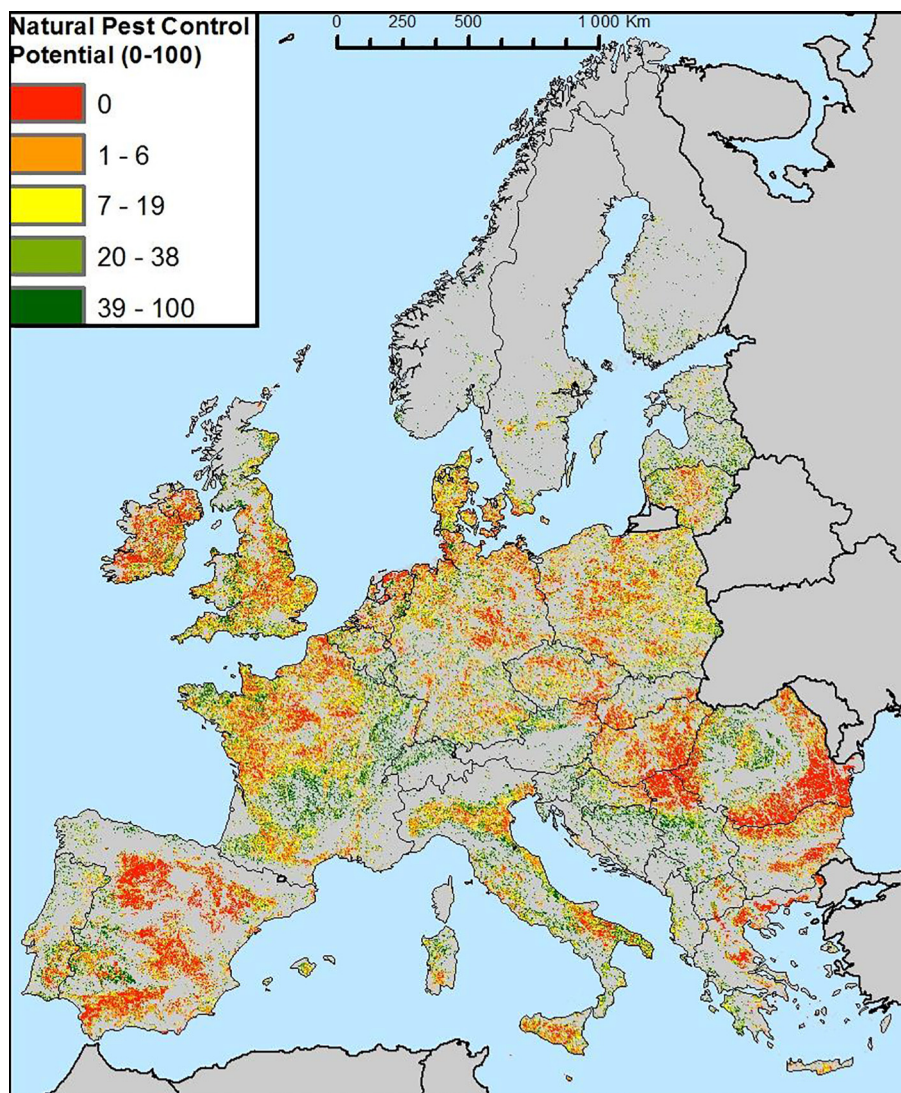 Natural Pest Control
Potential (0-100)
0
1 - 6
7 - 19
20 - 38
39 - 100
0 250 500 1 000 Km